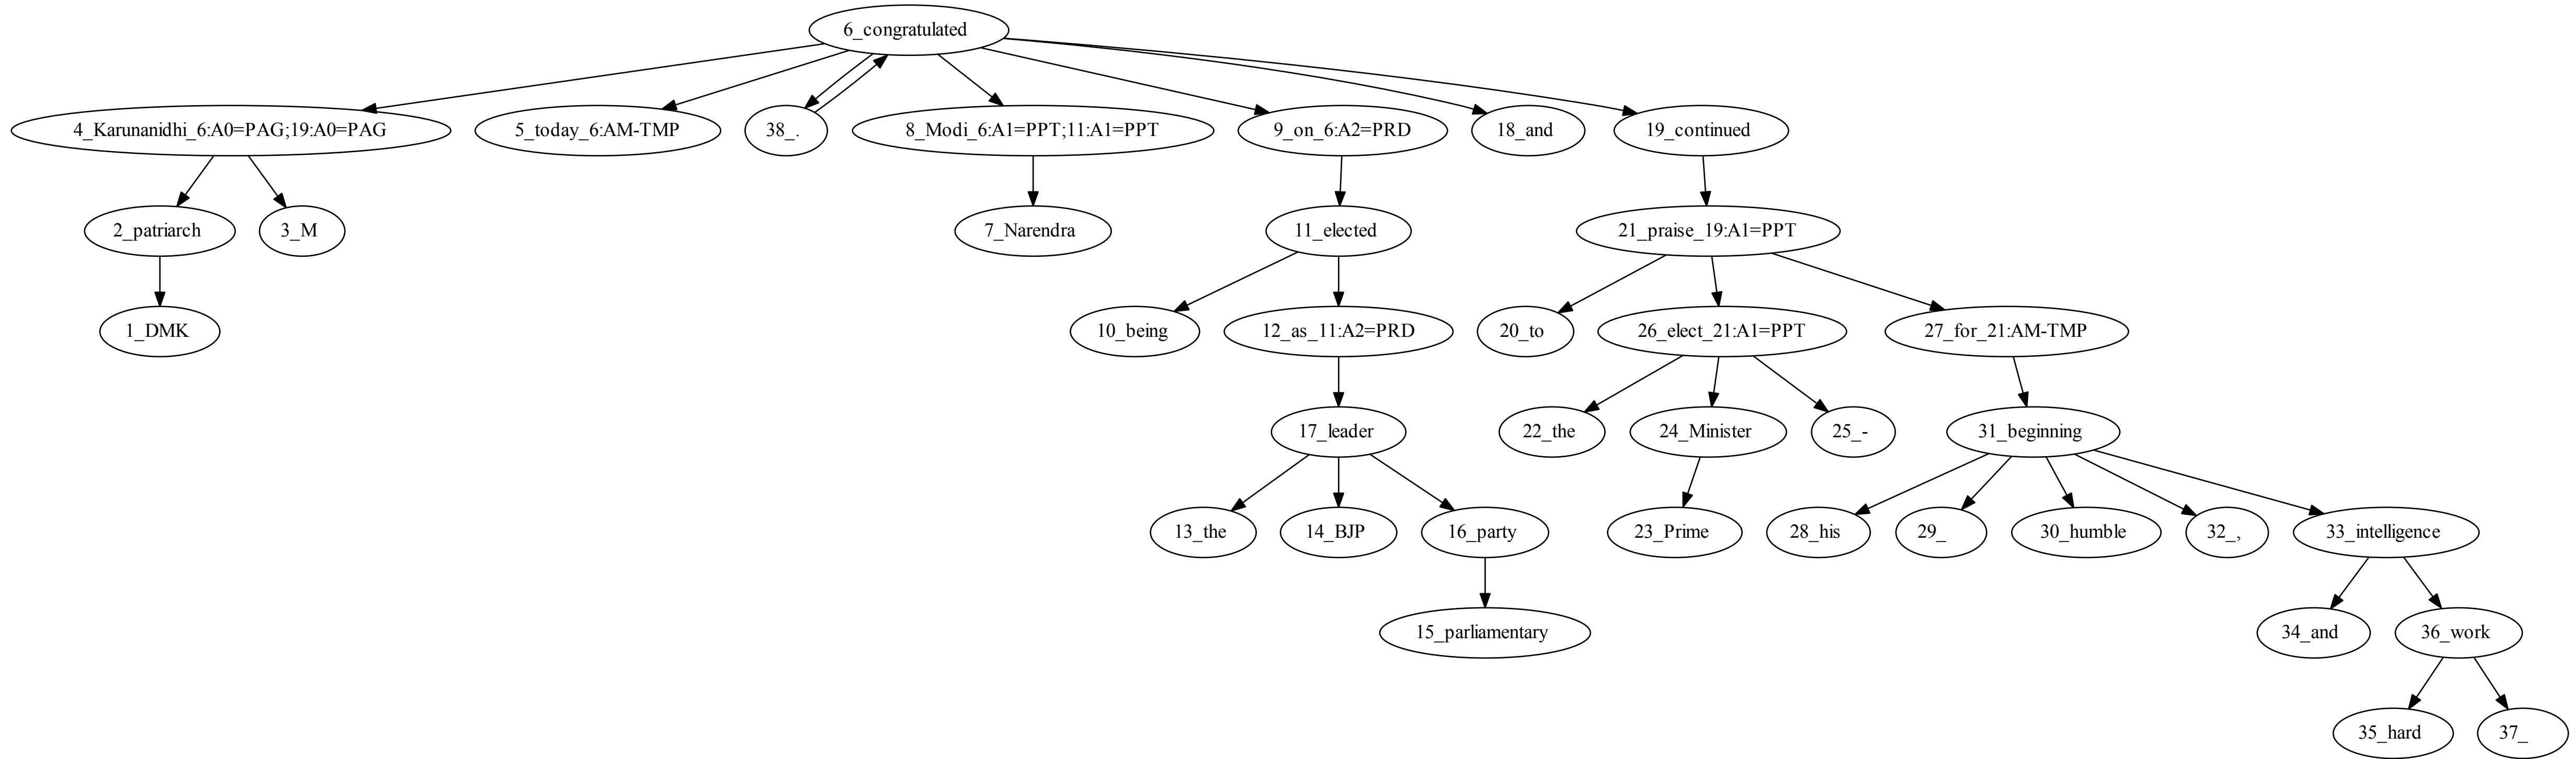 6_congratulated
4_Karunanidhi_6:A0=PAG;19:A0=PAG
5_today_6:AM-TMP
38_.
8_Modi_6:A1=PPT;11:A1=PPT
9_on_6:A2=PRD
18_and
19_continued
2_patriarch
3_M
7_Narendra
11_elected
21_praise_19:A1=PPT
1_DMK
10_being
12_as_11:A2=PRD
20_to
26_elect_21:A1=PPT
27_for_21:AM-TMP
17_leader
22_the
24_Minister
25_-
31_beginning
13_the
14_BJP
16_party
23_Prime
28_his
29_
30_humble
32_,
33_intelligence
15_parliamentary
34_and
36_work
35_hard
37_